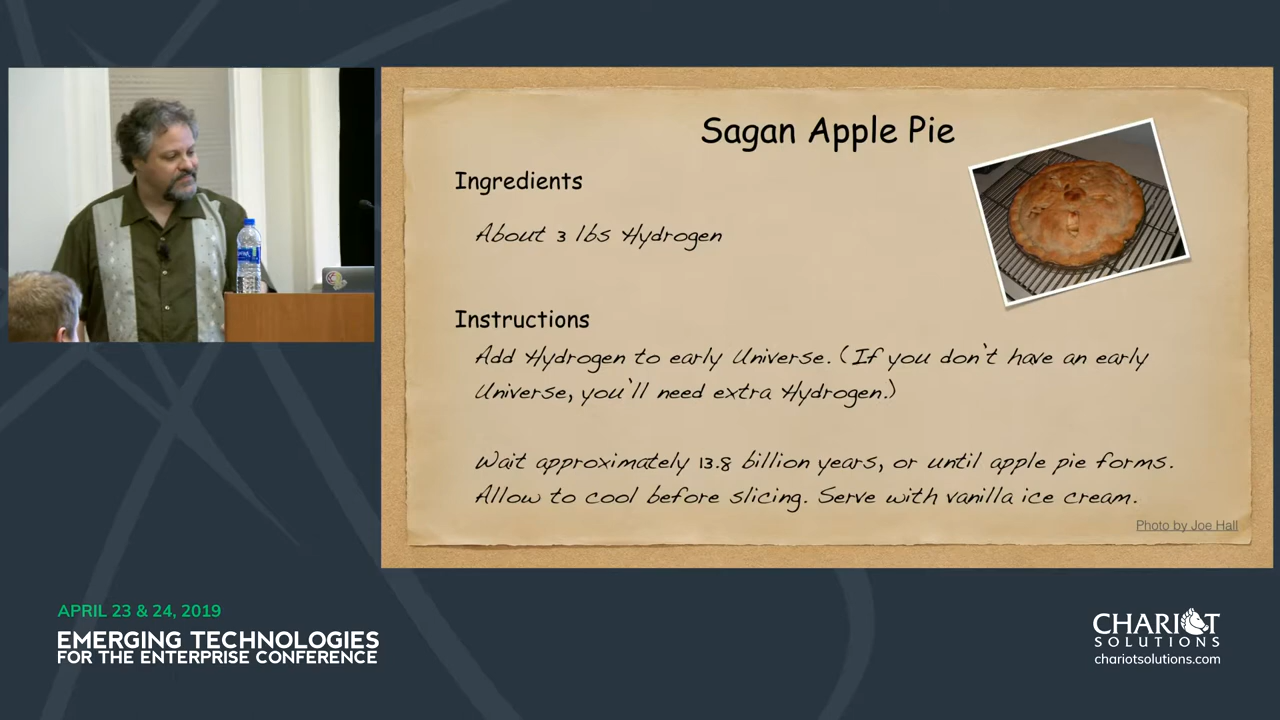 Sagan Apple Pie
Ingredients
About 3 lbs Hydrogen
Instructions
Add Hydrogen to early Universe. (If you don't have an early
Universe, you'll need extra Hydrogen.)
Wait approximately 13.8 billion years, or until apple pie forms.
Allow to cool before slicing. Serve with vanilla ice cream.
Photo by Joe Hall
APRIL 23 & 24, 2019
EMERGING TECHNOLOGIES
FOR THE ENTERPRISE CONFERENCE
CHARIOT
SOLUTIONS
chariotsolutions.com